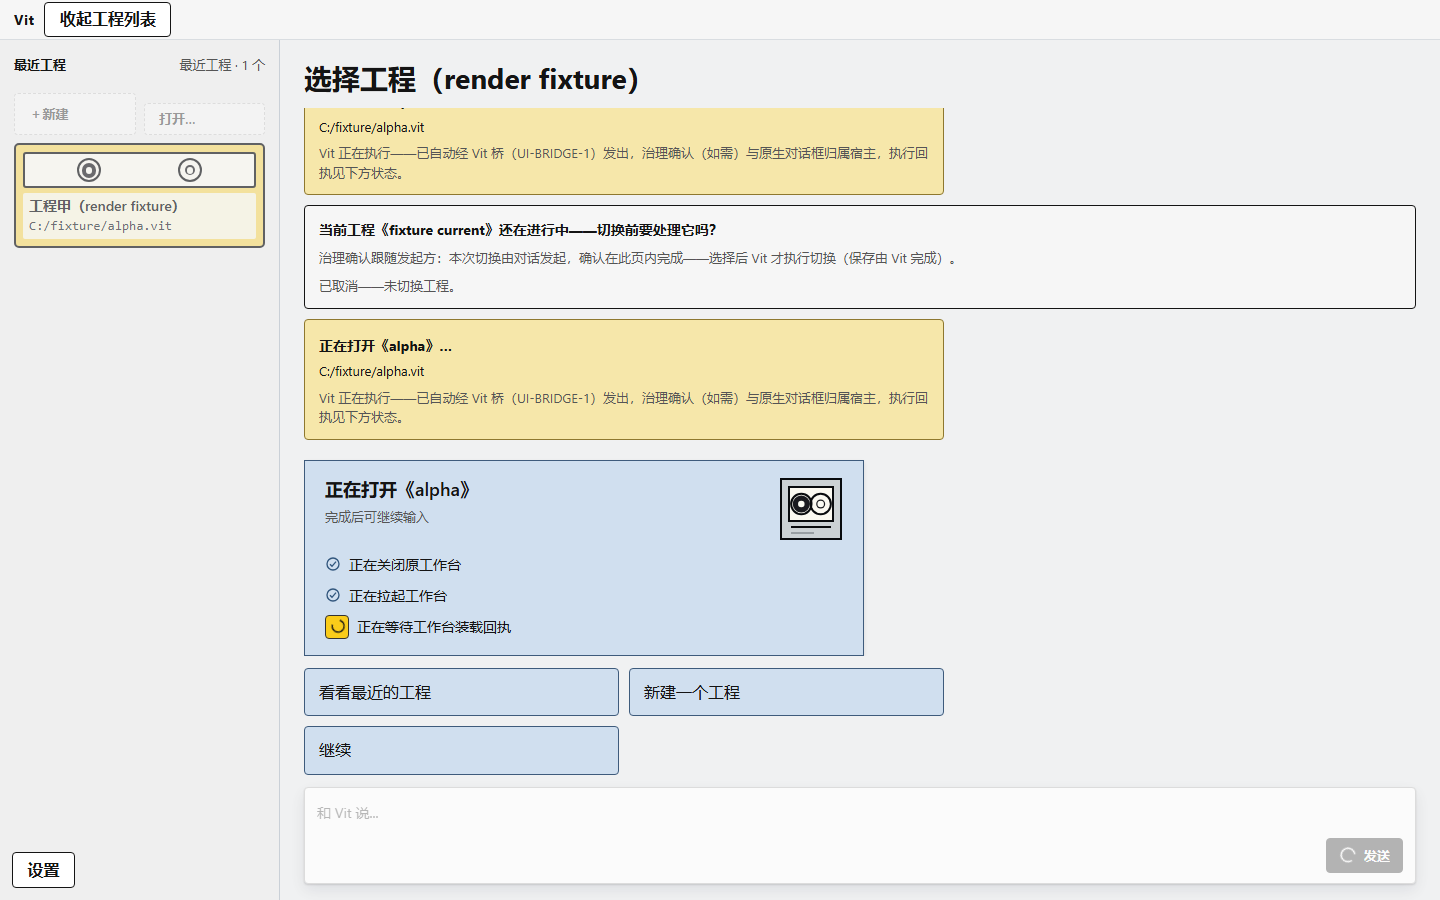 Vit
收起工程列表
最近工程
最近工程 · 1 个
+ 新建
打开...
工程甲（render fixture）
C:/fixture/alpha.vit
设置
选择工程（render fixture）
C:/fixture/alpha.vit
Vit 正在执行——已自动经 Vit 桥（UI-BRIDGE-1）发出，治理确认（如需）与原生对话框归属宿主，执行回
执见下方状态。
当前工程《fixture current》还在进行中——切换前要处理它吗？
治理确认跟随发起方：本次切换由对话发起，确认在此页内完成——选择后 Vit 才执行切换（保存由 Vit 完成）。
已取消——未切换工程。
正在打开《alpha》…
C:/fixture/alpha.vit
Vit 正在执行——已自动经 Vit 桥（UI-BRIDGE-1）发出，治理确认（如需）与原生对话框归属宿主，执行回
执见下方状态。
正在打开《alpha》
完成后可继续输入
正在关闭原工作台
正在拉起工作台
正在等待工作台装载回执
看看最近的工程
新建一个工程
继续
和 Vit 说...
发送